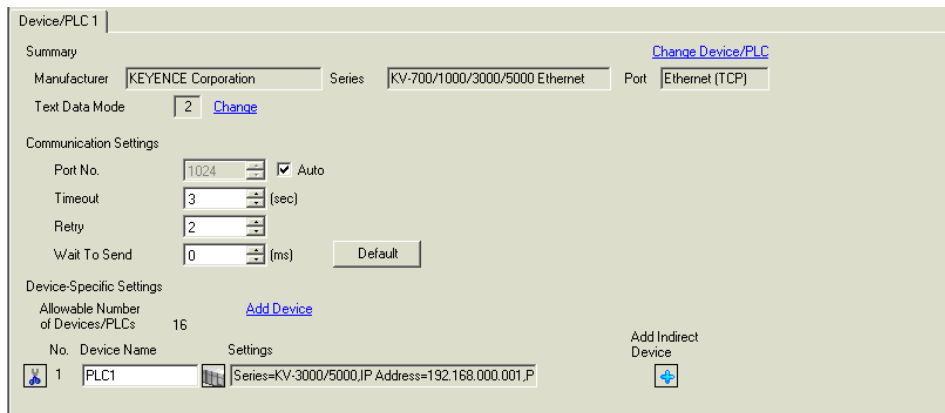 Device/PLC 1
Summary
Change Device/PLC
Manufacturer KEYENCE Corporation Series KV-700/1000/3000/5000 Ethernet Port Ethernet (TCP)
Text Data Mode 2 Change
Communication Settings
Port No. 1024 Auto
Timeout 3 (sec)
Retry 2
Wait To Send 0 (ms) Default
Device-Specific Settings
Allowable Number
of Devices/PLCs 16
Add Device
Add Indirect
Device
No. Device Name Settings
1 PLC1 Series=KV-3000/5000,IP Address=192.168.000.001,P